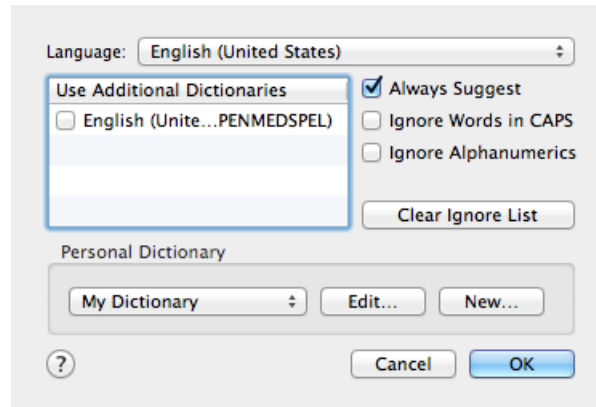 Language: English (United States)
Use Additional Dictionaries
English (Unite...PENMEDSPEL)
Always Suggest
Ignore Words in CAPS
Ignore Alphanumerics
Clear Ignore List
Personal Dictionary
My Dictionary Edit... New...
? Cancel OK